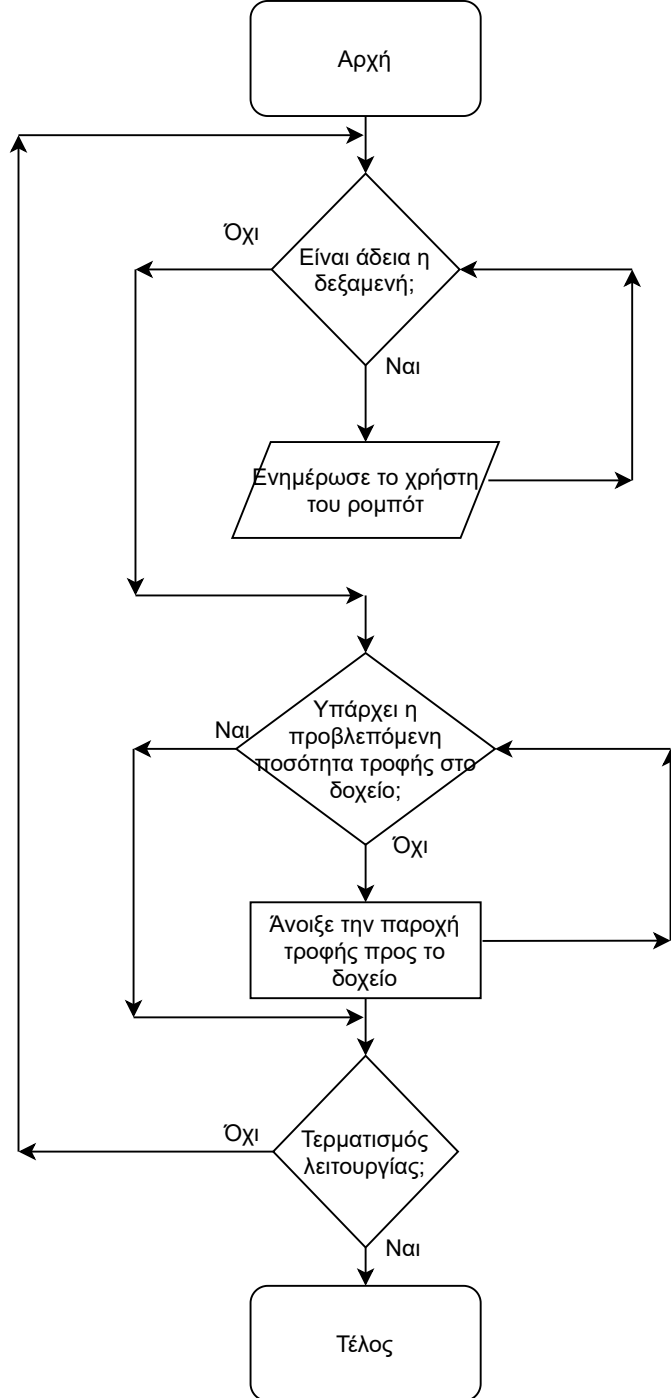 Αρχή
Όχι
Είναι άδεια η
δεξαμενή;
Ναι
Ενημέρωσε το χρήστη
του ρομπότ
Υπάρχει η
Ναι
προβλεπόμενη
ποσότητα τροφής στο
δοχείο;
Όχι
Άνοιξε την παροχή
τροφής προς το
δοχείο
Όχι
Τερματισμός
λειτουργίας;
Ναι
Τέλος